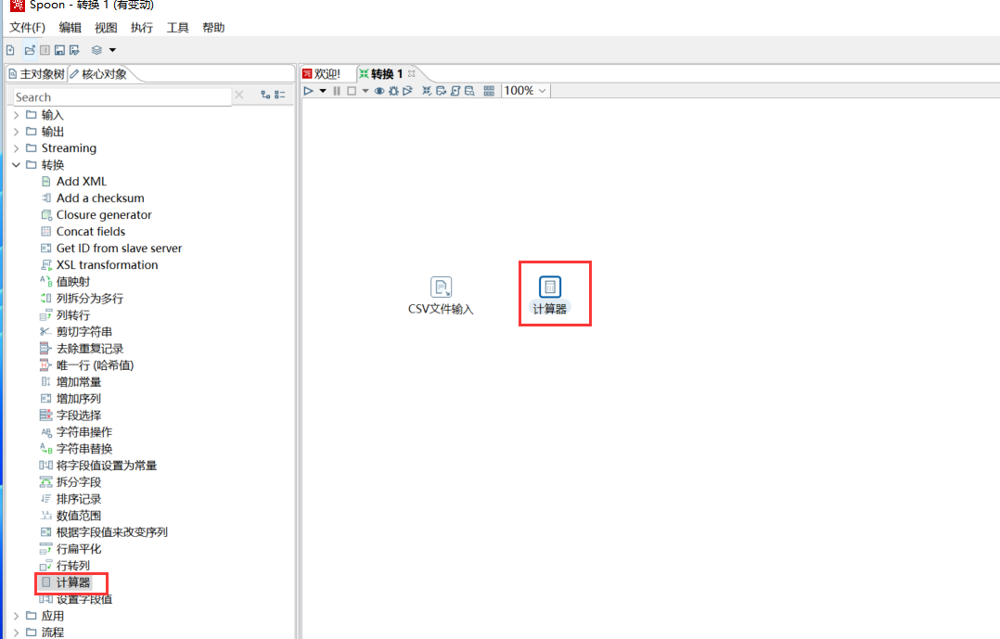 Spoon - 转换 1 (有变动)
文件(F) 编辑 视图 执行 工具 帮助
主对象树 核心对象
欢迎! 转换 1
Search
100%
输入
输出
Streaming
转换
Add XML
Add a checksum
Closure generator
Concat fields
Get ID from slave server
XSL transformation
值映射
列拆分为多行
列转行
剪切字符串
去除重复记录
唯一行 (哈希值)
增加常量
增加序列
字段选择
字符串操作
字符串替换
将字段值设置为常量
拆分字段
排序记录
数值范围
根据字段值来改变序列
行扁平化
行转列
计算器
设置字段值
应用
流程
CSV文件输入
计算器